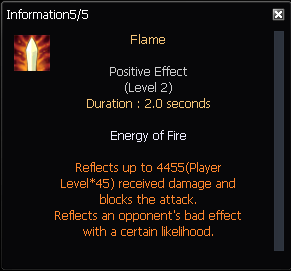 Information5/5
Flame
Positive Effect
(Level 2)
Duration : 2.0 seconds
Energy of Fire
Reflects up to 4455(Player
Level*45) received damage and
blocks the attack.
Reflects an opponent's bad effect
with a certain likelihood.